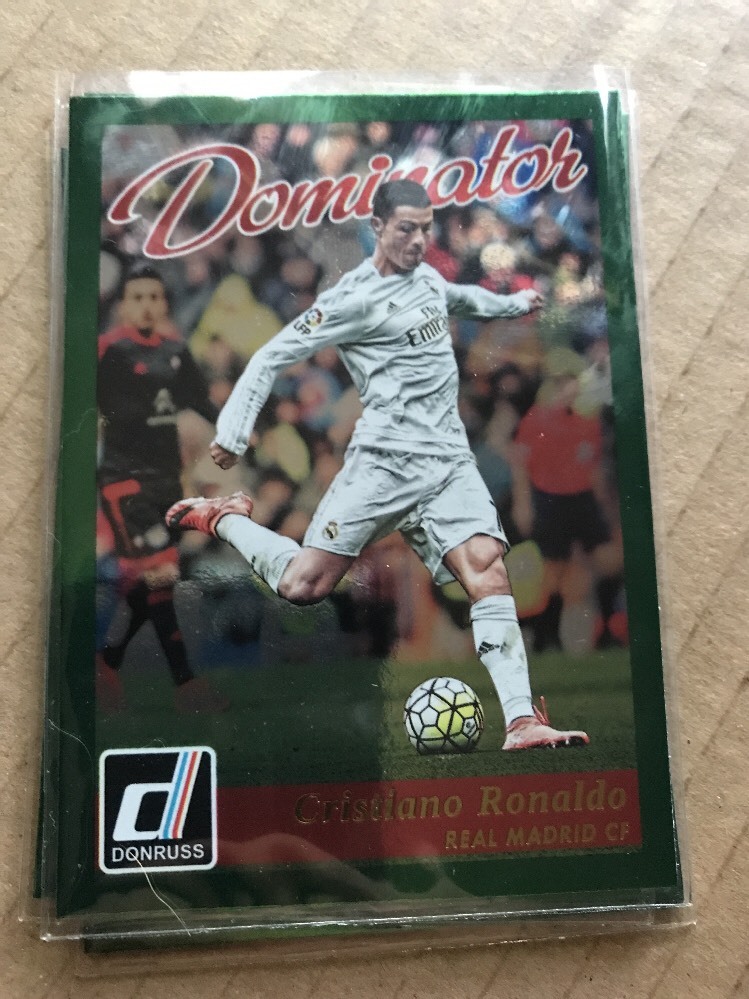 Dominator
LFP
Fly
Emirates
d
DONRUSS
Cristiano Ronaldo
REAL MADRID CF